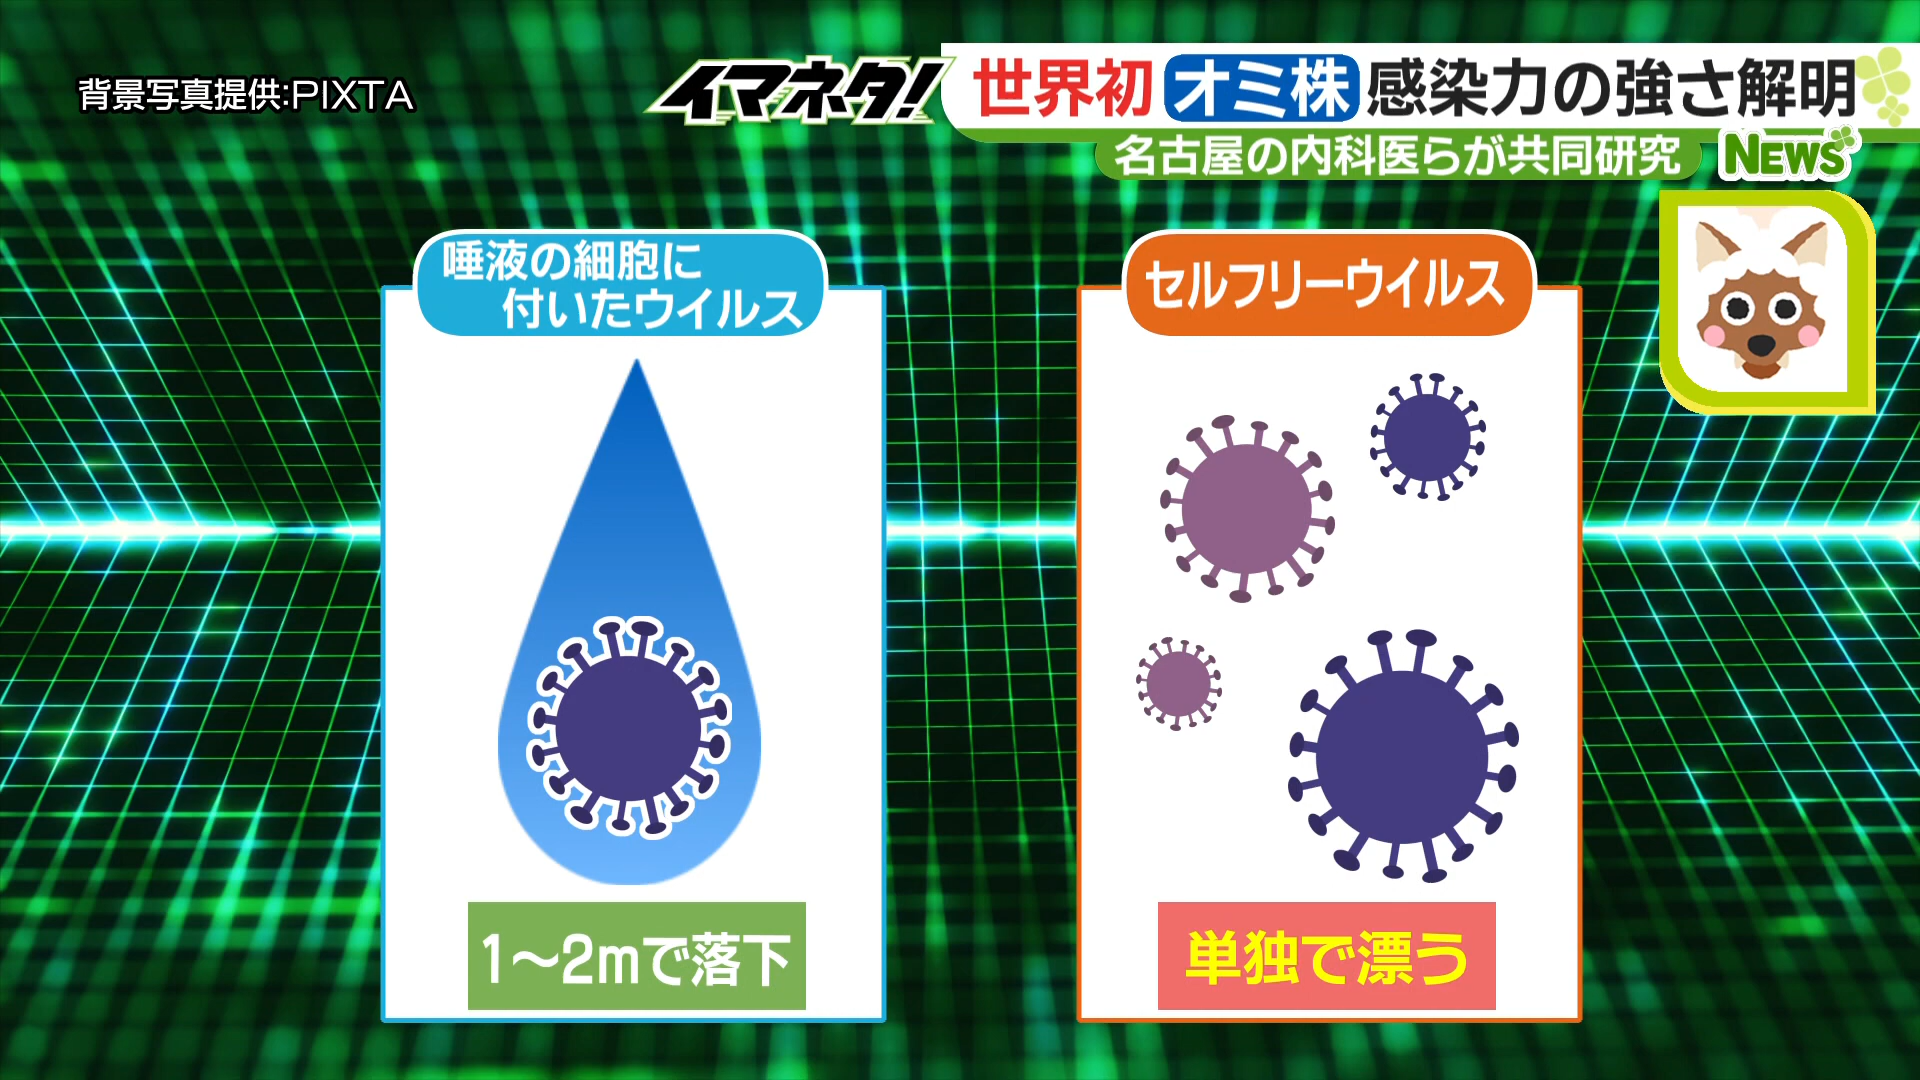 背景写真提供:PIXTA
イマネタ!
世界初 オミ株 感染力の強さ解明
名古屋の内科医らが共同研究
NEWS
唾液の細胞に
付いたウイルス
1〜2mで落下
セルフリーウイルス
単独で漂う